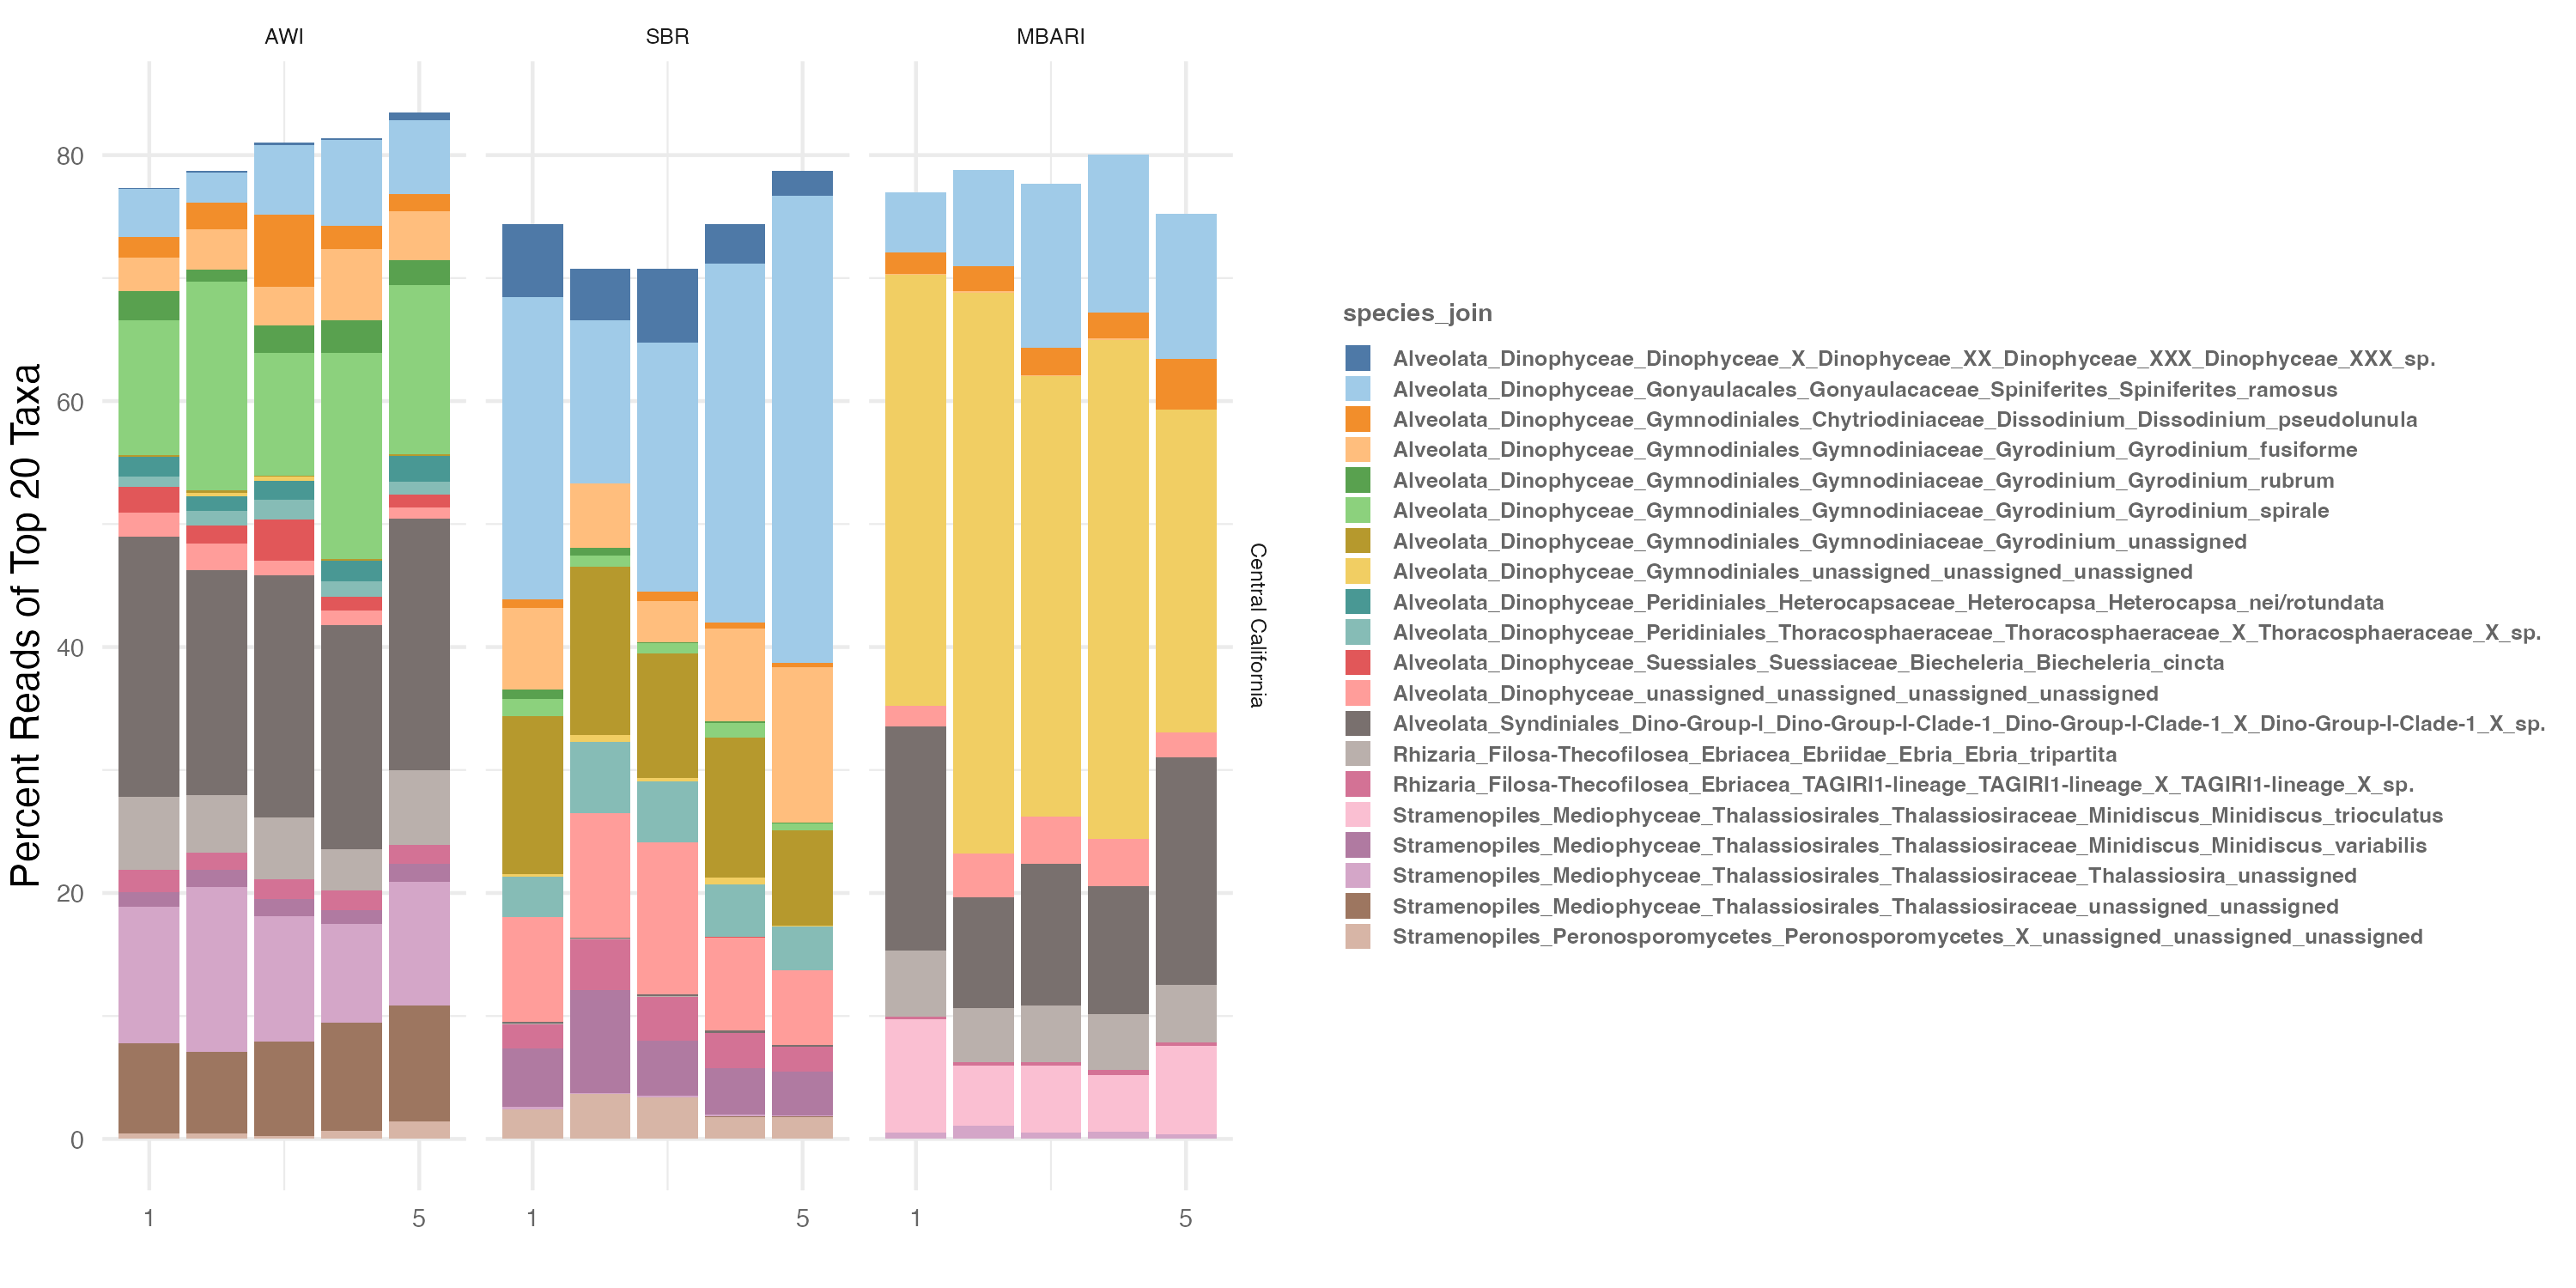 AWI
SBR
MBARI
Percent Reads of Top 20 Taxa
80
60
40
20
0
1
5
1
5
1
5
Central California
species_join
Alveolata_Dinophyceae_Dinophyceae_X_Dinophyceae_XX_Dinophyceae_XXX_Dinophyceae_XXX_sp.
Alveolata_Dinophyceae_Gonyaulacales_Gonyaulacaceae_Spiniferites_Spiniferites_ramosus
Alveolata_Dinophyceae_Gymnodiniales_Chytriodiniaceae_Dissodinium_Dissodinium_pseudolunula
Alveolata_Dinophyceae_Gymnodiniales_Gymnodiniaceae_Gyrodinium_Gyrodinium_fusiforme
Alveolata_Dinophyceae_Gymnodiniales_Gymnodiniaceae_Gyrodinium_Gyrodinium_rubrum
Alveolata_Dinophyceae_Gymnodiniales_Gymnodiniaceae_Gyrodinium_Gyrodinium_spirale
Alveolata_Dinophyceae_Gymnodiniales_Gymnodiniaceae_Gyrodinium_unassigned
Alveolata_Dinophyceae_Gymnodiniales_unassigned_unassigned_unassigned
Alveolata_Dinophyceae_Peridiniales_Heterocapsaceae_Heterocapsa_Heterocapsa_nei/rotundata
Alveolata_Dinophyceae_Peridiniales_Thoracosphaeraceae_Thoracosphaeraceae_X_Thoracosphaeraceae_X_sp.
Alveolata_Dinophyceae_Suessiales_Suessiaceae_Biecheleria_Biecheleria_cincta
Alveolata_Dinophyceae_unassigned_unassigned_unassigned_unassigned
Alveolata_Syndiniales_Dino-Group-I_Dino-Group-I-Clade-1_Dino-Group-I-Clade-1_X_Dino-Group-I-Clade-1_X_sp.
Rhizaria_Filosa-Thecofilosea_Ebriacea_Ebriidae_Ebria_Ebria_tripartita
Rhizaria_Filosa-Thecofilosea_Ebriacea_TAGIRI1-lineage_TAGIRI1-lineage_X_TAGIRI1-lineage_X_sp.
Stramenopiles_Mediophyceae_Thalassiosirales_Thalassiosiraceae_Minidiscus_Minidiscus_trioculatus
Stramenopiles_Mediophyceae_Thalassiosirales_Thalassiosiraceae_Minidiscus_Minidiscus_variabilis
Stramenopiles_Mediophyceae_Thalassiosirales_Thalassiosiraceae_Thalassiosira_unassigned
Stramenopiles_Mediophyceae_Thalassiosirales_Thalassiosiraceae_unassigned_unassigned
Stramenopiles_Peronosporomycetes_Peronosporomycetes_X_unassigned_unassigned_unassigned